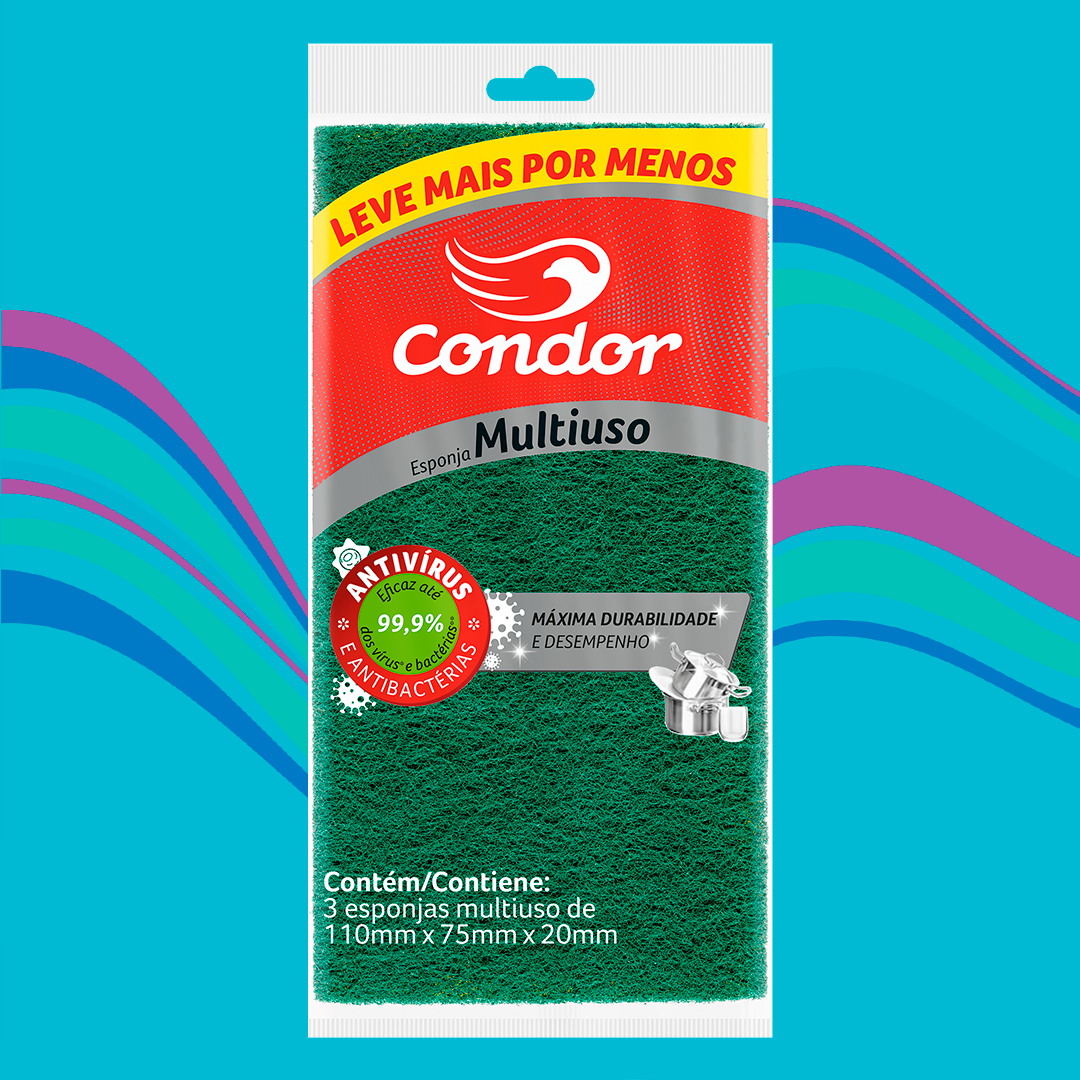 LEVE MAIS POR MENOS
Condor
Esponja Multiuso
ANTIVÍRUS
Eficaz até
99,9%
dos vírus* e bactérias**
E ANTIBACTÉRIAS
MÁXIMA DURABILIDADE
E DESEMPENHO
Contém/Contiene:
3 esponjas multiuso de
110mm x 75mm x 20mm